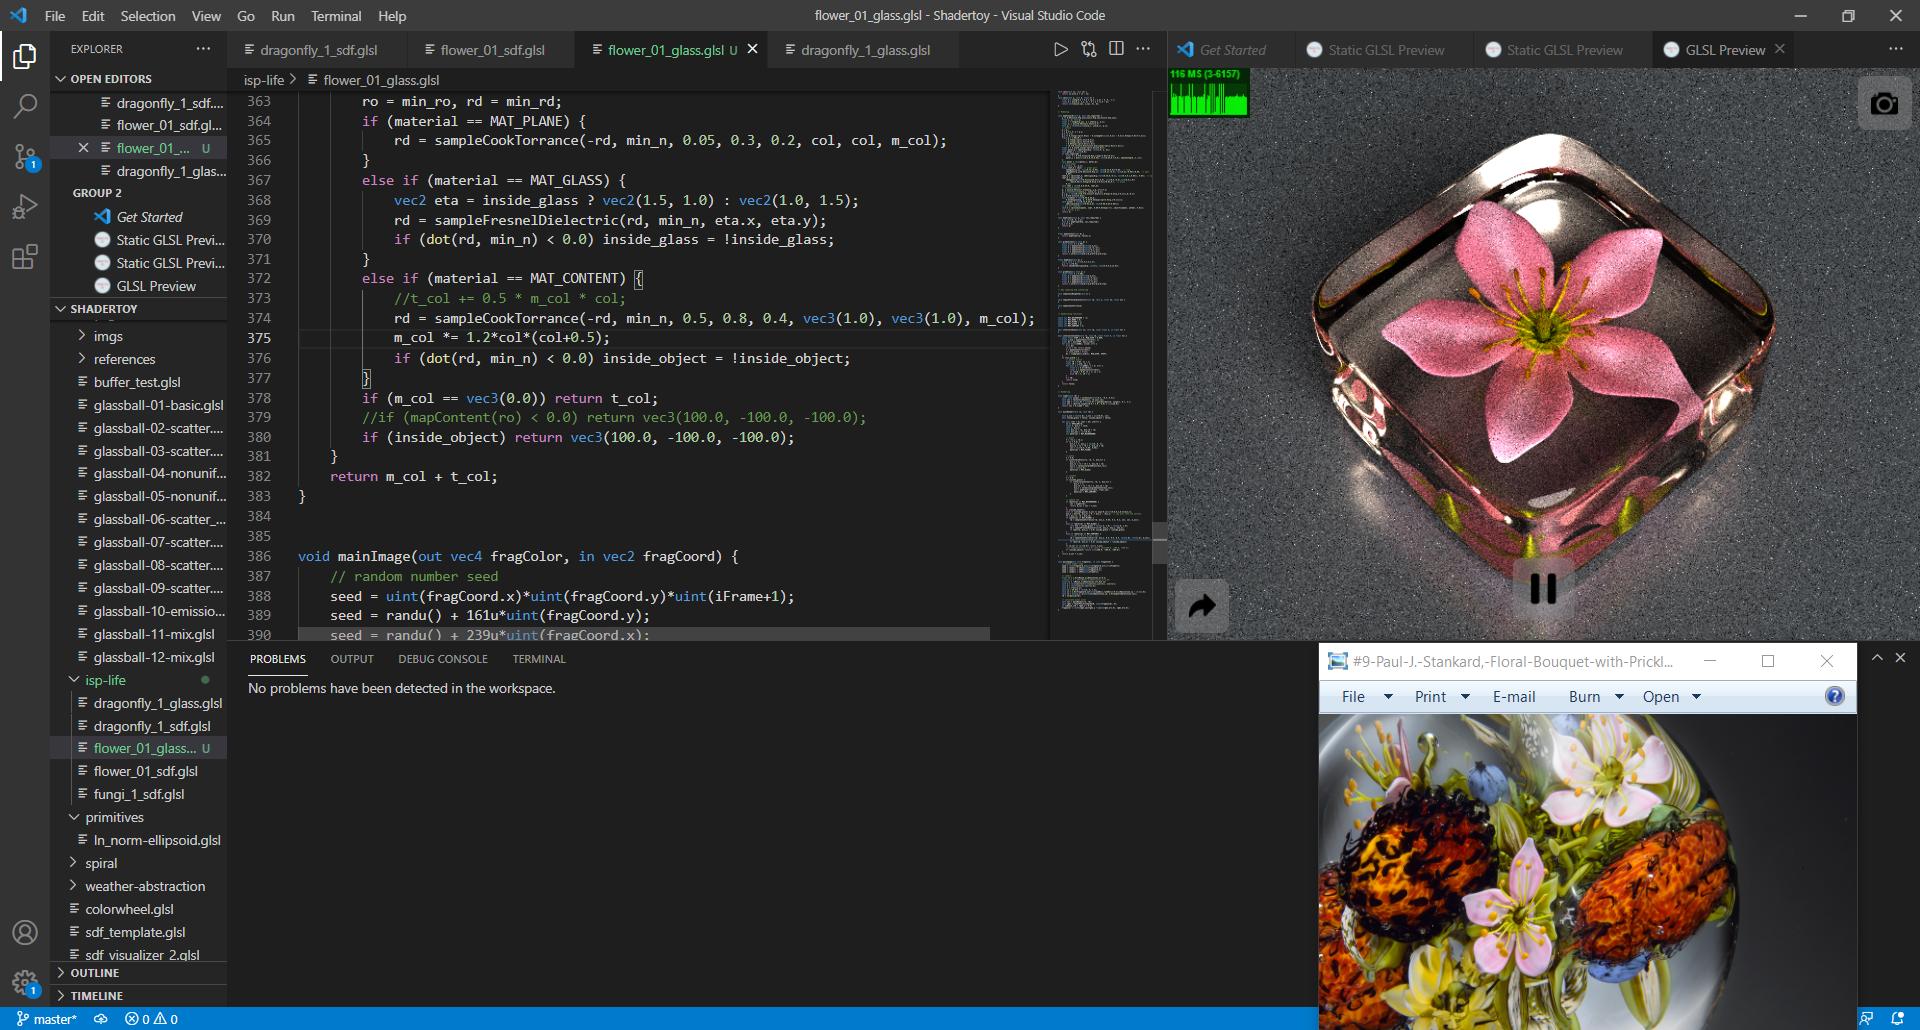 File Edit Selection View Go Run Terminal Help
flower_01_glass.glsl - Shadertoy - Visual Studio Code
EXPLORER
OPEN EDITORS
dragonfly_1_sdf....
flower_01_sdf.gl...
flower_01_... U
dragonfly_1_glas...
GROUP 2
Get Started
Static GLSL Previ...
Static GLSL Previ...
GLSL Preview
SHADERTOY
imgs
references
buffer_test.glsl
glassball-01-basic.glsl
glassball-02-scatter....
glassball-03-scatter....
glassball-04-nonunif...
glassball-05-nonunif...
glassball-06-scatter_...
glassball-07-scatter....
glassball-08-scatter....
glassball-09-scatter....
glassball-10-emissio...
glassball-11-mix.glsl
glassball-12-mix.glsl
isp-life
dragonfly_1_glass.glsl
dragonfly_1_sdf.glsl
flower_01_glass... U
flower_01_sdf.glsl
fungi_1_sdf.glsl
primitives
ln_norm-ellipsoid.glsl
spiral
weather-abstraction
colorwheel.glsl
sdf_template.glsl
sdf_visualizer_2.glsl
OUTLINE
TIMELINE
dragonfly_1_sdf.glsl
flower_01_sdf.glsl
flower_01_glass.glsl U
dragonfly_1_glass.glsl
isp-life > flower_01_glass.glsl
363 ro = min_ro, rd = min_rd;
364 if (material == MAT_PLANE) {
365 rd = sampleCookTorrance(-rd, min_n, 0.05, 0.3, 0.2, col, col, m_col);
366 }
367 else if (material == MAT_GLASS) {
368 vec2 eta = inside_glass ? vec2(1.5, 1.0) : vec2(1.0, 1.5);
369 rd = sampleFresnelDielectric(rd, min_n, eta.x, eta.y);
370 if (dot(rd, min_n) < 0.0) inside_glass = !inside_glass;
371 }
372 else if (material == MAT_CONTENT) {
373 //t_col += 0.5 * m_col * col;
374 rd = sampleCookTorrance(-rd, min_n, 0.5, 0.8, 0.4, vec3(1.0), vec3(1.0), m_col);
375 m_col *= 1.2*col*(col+0.5);
376 if (dot(rd, min_n) < 0.0) inside_object = !inside_object;
377 }
378 if (m_col == vec3(0.0)) return t_col;
379 //if (mapContent(ro) < 0.0) return vec3(100.0, -100.0, -100.0);
380 if (inside_object) return vec3(100.0, -100.0, -100.0);
381 }
382 return m_col + t_col;
383 }
384
385
386 void mainImage(out vec4 fragColor, in vec2 fragCoord) {
387 // random number seed
388 seed = uint(fragCoord.x)*uint(fragCoord.y)*uint(iFrame+1);
389 seed = randu() + 161u*uint(fragCoord.y);
390 seed = randu() + 239u*uint(fragCoord.x);
PROBLEMS OUTPUT DEBUG CONSOLE TERMINAL
No problems have been detected in the workspace.
Get Started
Static GLSL Preview
Static GLSL Preview
GLSL Preview
116 MS (3-6157)
#9-Paul-J.-Stankard,-Floral-Bouquet-with-Prickl...
File Print E-mail Burn Open
1
1
master* 0 0